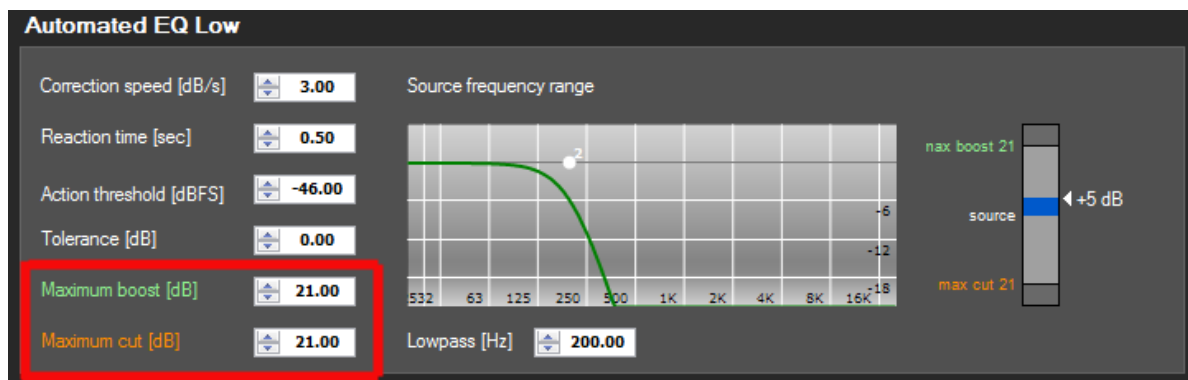 Automated EQ Low
Correction speed [dB/s] 3.00
Source frequency range
Reaction time [sec] 0.50
2
nax boost 21
Action threshold [dBFS] -46.00
+5 dB
-6
source
Tolerance [dB] 0.00
-12
Maximum boost [dB] 21.00
-18
max cut 21
532 63 125 250 500 1K 2K 4K 8K 16K
Maximum cut [dB] 21.00
Lowpass [Hz] 200.00